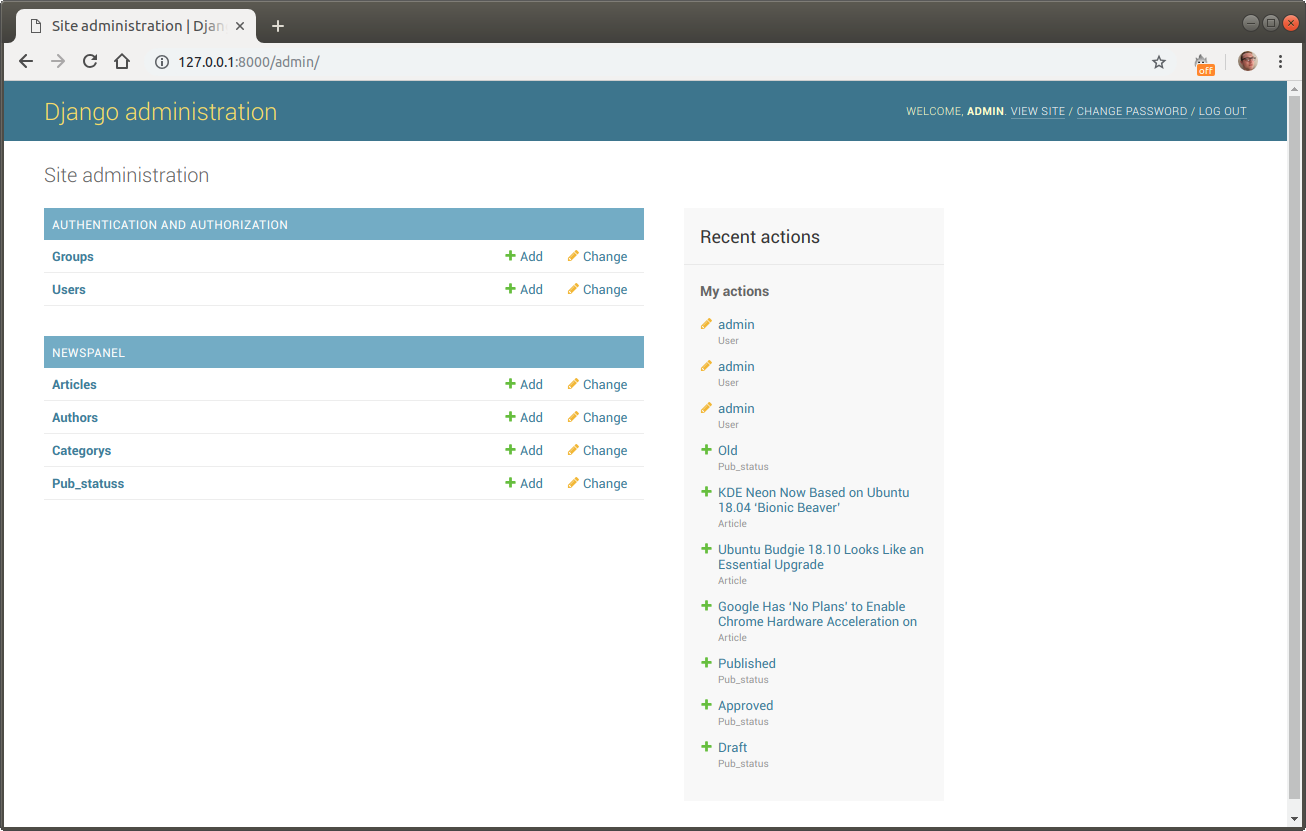 Site administration | Djan
127.0.0.1:8000/admin/
off
Django administration
WELCOME, ADMIN. VIEW SITE / CHANGE PASSWORD / LOG OUT
Site administration
AUTHENTICATION AND AUTHORIZATION
Groups Add Change
Users Add Change
NEWSPANEL
Articles Add Change
Authors Add Change
Categorys Add Change
Pub_statuss Add Change
Recent actions
My actions
admin
User
admin
User
admin
User
Old
Pub_status
KDE Neon Now Based on Ubuntu
18.04 ‘Bionic Beaver’
Article
Ubuntu Budgie 18.10 Looks Like an
Essential Upgrade
Article
Google Has ‘No Plans’ to Enable
Chrome Hardware Acceleration on
Article
Published
Pub_status
Approved
Pub_status
Draft
Pub_status